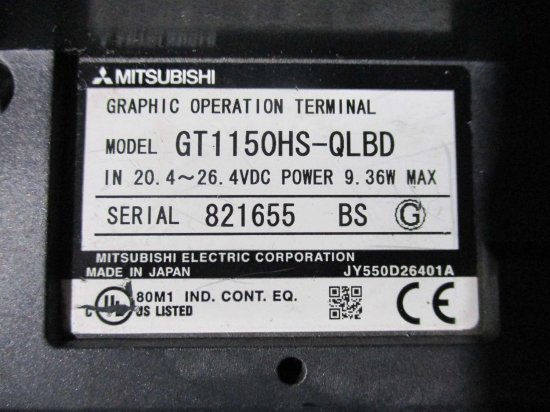 MITSUBISHI
GRAPHIC OPERATION TERMINAL
MODEL GT1150HS-QLBD
IN 20.4～26.4VDC POWER 9.36W MAX
SERIAL 821655 BS G
MITSUBISHI ELECTRIC CORPORATION
MADE IN JAPAN JY550D26401A
C UL 80M1 IND. CONT. EQ.
US LISTED CE